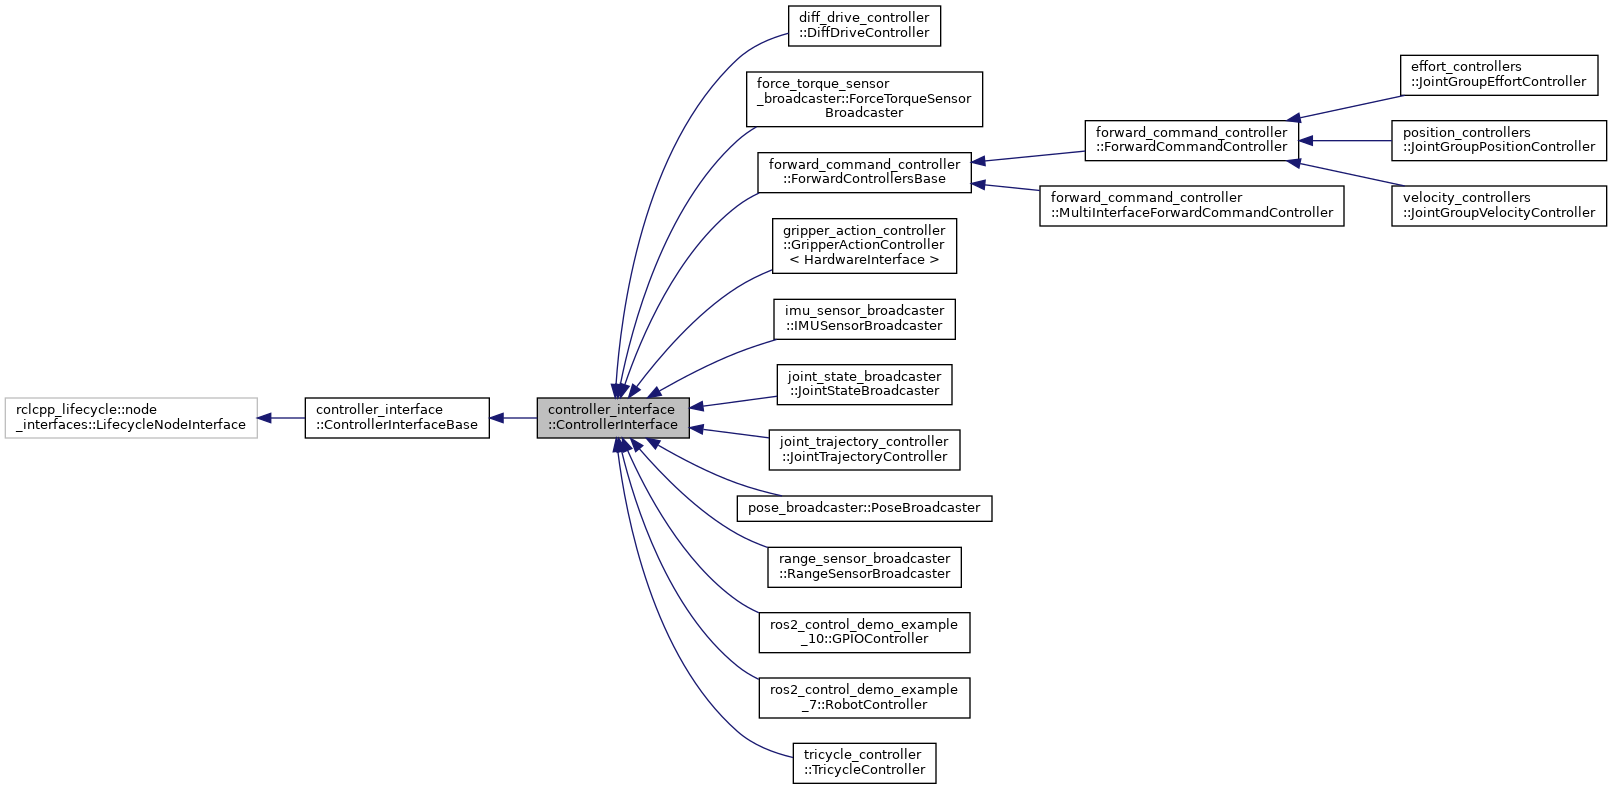 diff_drive_controller
::DiffDriveController
force_torque_sensor
_broadcaster::ForceTorqueSensor
Broadcaster
forward_command_controller
::ForwardControllersBase
gripper_action_controller
::GripperActionController
< HardwareInterface >
imu_sensor_broadcaster
::IMUSensorBroadcaster
joint_state_broadcaster
::JointStateBroadcaster
rclcpp_lifecycle::node
_interfaces::LifecycleNodeInterface
controller_interface
::ControllerInterfaceBase
controller_interface
::ControllerInterface
joint_trajectory_controller
::JointTrajectoryController
pose_broadcaster::PoseBroadcaster
range_sensor_broadcaster
::RangeSensorBroadcaster
ros2_control_demo_example
_10::GPIOController
ros2_control_demo_example
_7::RobotController
tricycle_controller
::TricycleController
forward_command_controller
::ForwardCommandController
forward_command_controller
::MultiInterfaceForwardCommandController
effort_controllers
::JointGroupEffortController
position_controllers
::JointGroupPositionController
velocity_controllers
::JointGroupVelocityController